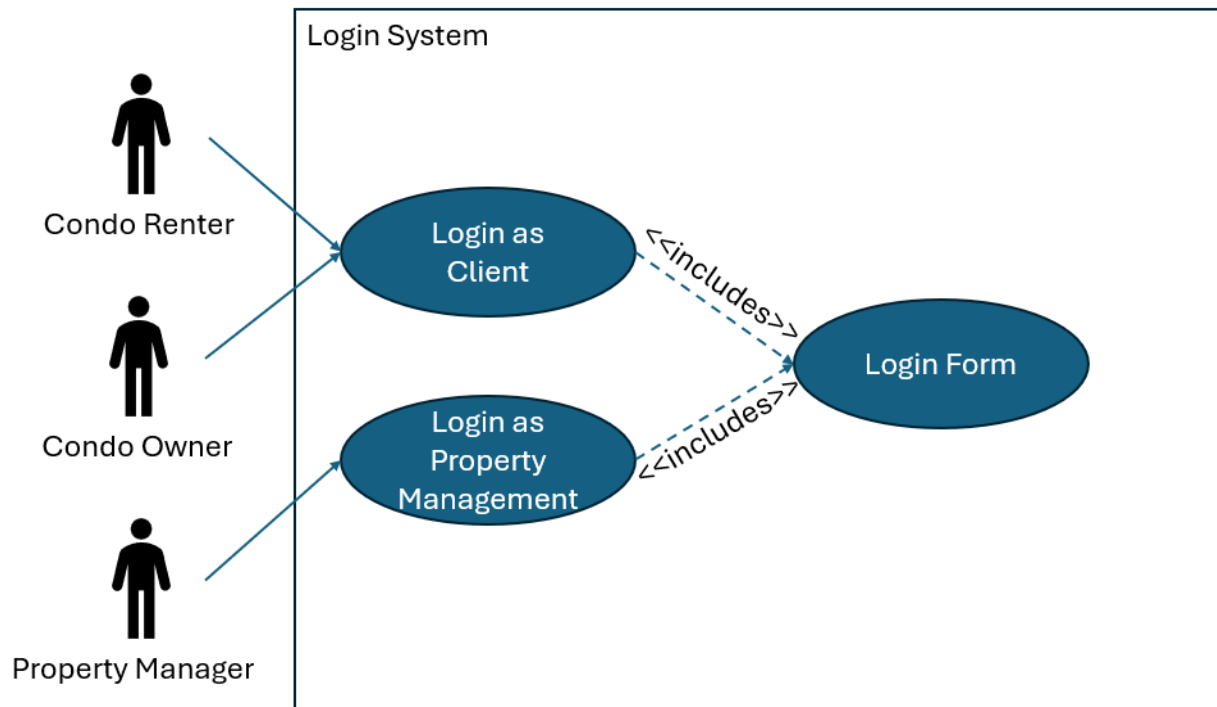 Login System
Condo Renter
Login as
Client
<<includes>>
Condo Owner
Login Form
Login as
Property
Management
<<includes>>
Property Manager